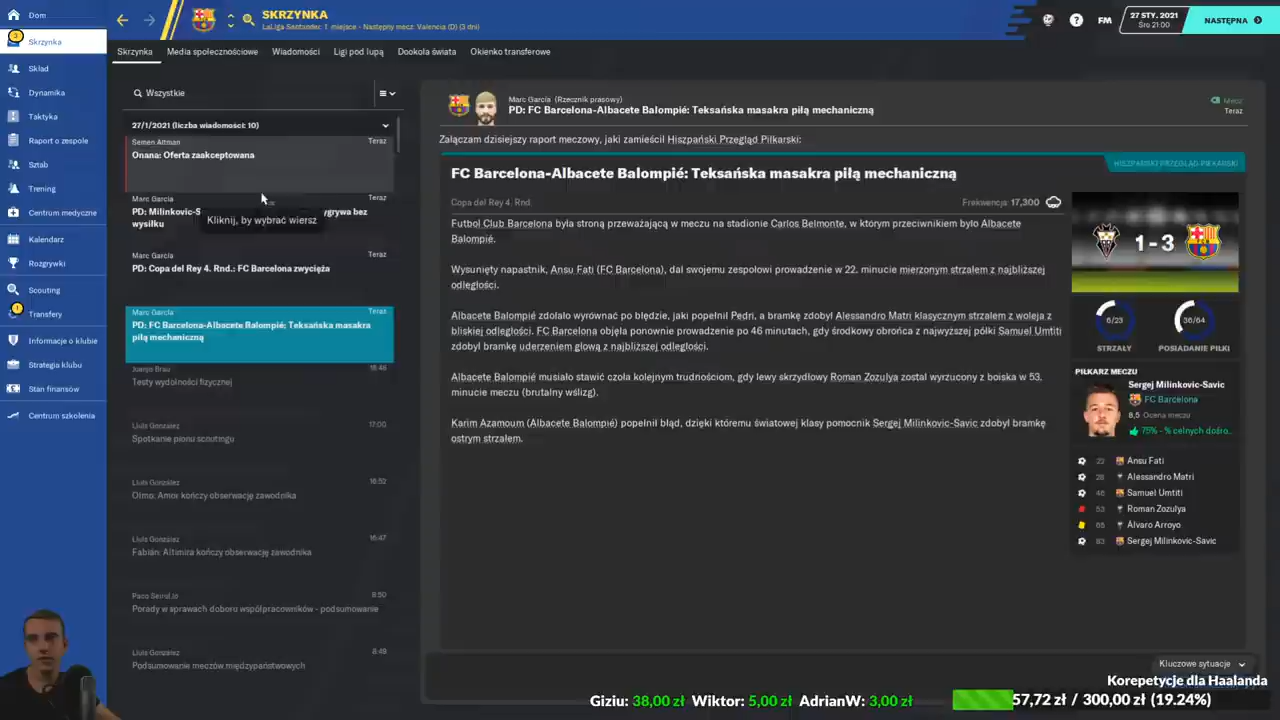 Dom
3
Skrzynka
Skład
Dynamika
Taktyka
Raport o zespole
Sztab
Trening
Centrum medyczne
Kalendarz
Rozgrywki
Scouting
1
Transfery
Informacje o klubie
Strategia klubu
Stan finansów
Centrum szkolenia
SKRZYNKA
LaLiga Santander: 1. miejsce - Następny mecz: Valencia (D) (3 dni)
FM
27 STY. 2021
Śro 21:00
NASTĘPNA
Skrzynka
Media społecznościowe
Wiadomości
Ligi pod lupą
Dookoła świata
Okienko transferowe
Wszystkie
27/1/2021 (liczba wiadomości: 10)
Semen Altman
Teraz
Onana: Oferta zaakceptowana
Marc García
Teraz
PD: Milinkovic-S
ygrywa bez
wysiłku
Kliknij, by wybrać wiersz
Marc García
Teraz
PD: Copa del Rey 4. Rnd.: FC Barcelona zwycięża
Marc García
Teraz
PD: FC Barcelona-Albacete Balompié: Teksańska masakra
piłą mechaniczną
Juanjo Brau
18:48
Testy wydolności fizycznej
Lluís González
17:00
Spotkanie pionu scoutingu
Lluís González
16:52
Olmo: Amor kończy obserwację zawodnika
Lluís González
16:47
Fabián: Altimira kończy obserwację zawodnika
Paco Seirul.lo
8:50
Porady w sprawach doboru współpracowników - podsumowanie
Lluís González
8:49
Podsumowanie meczów międzypaństwowych
Marc García (Rzecznik prasowy)
PD: FC Barcelona-Albacete Balompié: Teksańska masakra piłą mechaniczną
Mecz
Teraz
Załączam dzisiejszy raport meczowy, jaki zamieścił Hiszpański Przegląd Piłkarski:
HISZPAŃSKI PRZEGLĄD PIŁKARSKI
FC Barcelona-Albacete Balompié: Teksańska masakra piłą mechaniczną
Copa del Rey 4. Rnd.
Frekwencja: 17,300
Futbol Club Barcelona była stroną przeważającą w meczu na stadionie Carlos Belmonte, w którym przeciwnikiem było Albacete
Balompié.
Wysunięty napastnik, Ansu Fati (FC Barcelona), dał swojemu zespołowi prowadzenie w 22. minucie mierzonym strzałem z najbliższej
odległości.
Albacete Balompié zdołało wyrównać po błędzie, jaki popełnił Pedri, a bramkę zdobył Alessandro Matri klasycznym strzałem z woleja z
bliskiej odległości. FC Barcelona objęła ponownie prowadzenie po 46 minutach, gdy środkowy obrońca z najwyższej półki Samuel Umtiti
zdobył bramkę uderzeniem głową z najbliższej odległości.
Albacete Balompié musiało stawić czoła kolejnym trudnościom, gdy lewy skrzydłowy Roman Zozulya został wyrzucony z boiska w 53.
minucie meczu (brutalny wślizg).
Karim Azamoum (Albacete Balompié) popełnił błąd, dzięki któremu światowej klasy pomocnik Sergej Milinkovic-Savic zdobył bramkę
ostrym strzałem.
1 - 3
6/23
STRZAŁY
36/64
POSIADANIE PIŁKI
PIŁKARZ MECZU
Sergej Milinkovic-Savic
FC Barcelona
8,5 Ocena meczu
75% - % celnych dośro...
22 Ansu Fati
28 Alessandro Matri
46 Samuel Umtiti
53 Roman Zozulya
65 Álvaro Arroyo
83 Sergej Milinkovic-Savic
Kluczowe sytuacje
Korepetycje dla Haalanda
Giziu: 38,00 zł Wiktor: 5,00 zł AdrianW: 3,00 zł
57,72 zł / 300,00 zł (19.24%)